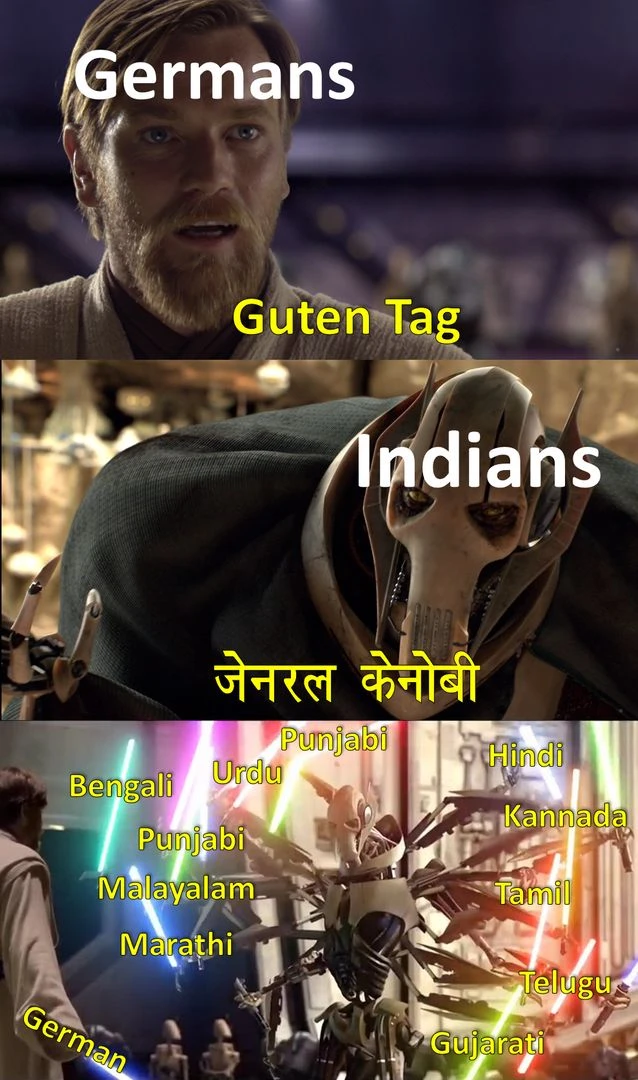 Germans
Guten Tag
Indians
जेनरल केनोबी
Punjabi
Bengali
Urdu
Hindi
Punjabi
Kannada
Malayalam
Tamil
Marathi
Telugu
German
Gujarati